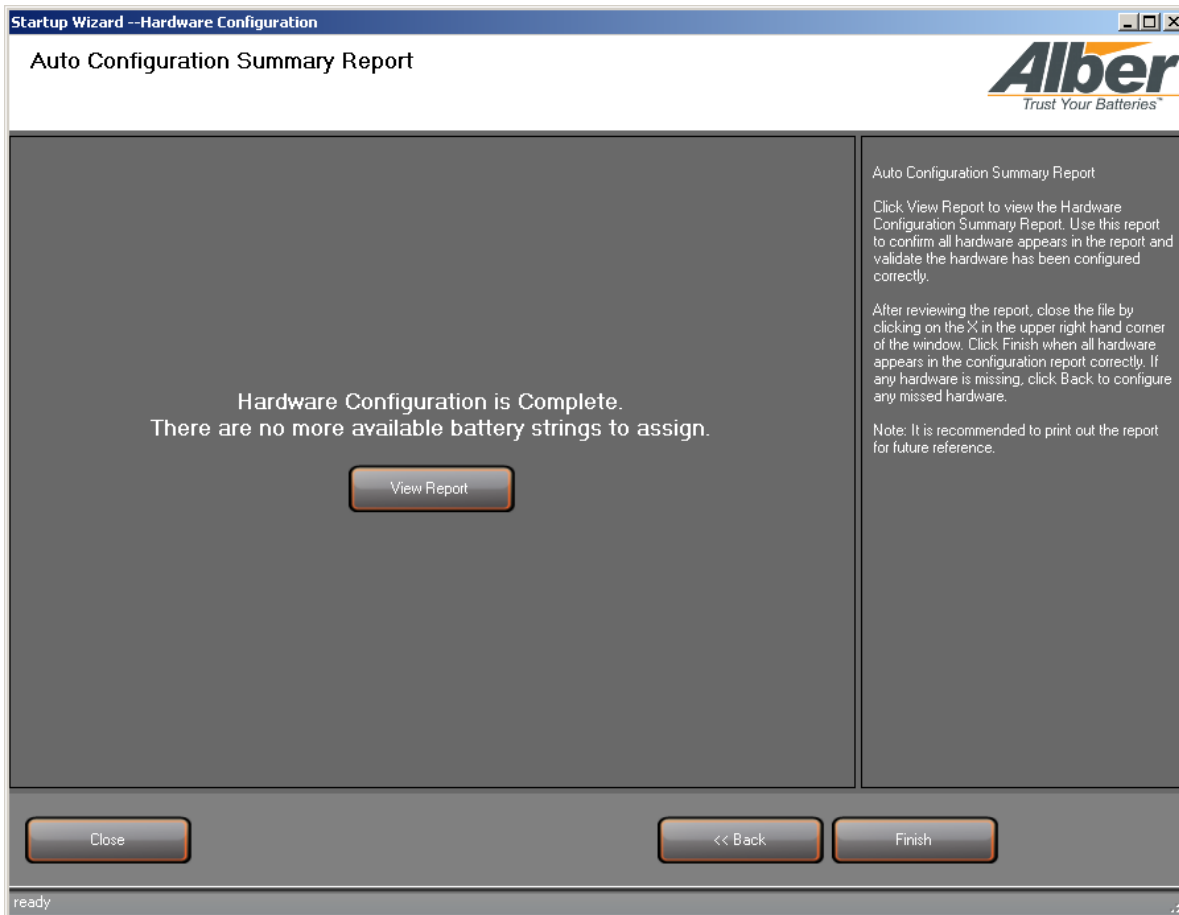 Startup Wizard --Hardware Configuration
Auto Configuration Summary Report
Alber
Trust Your Batteries™
Hardware Configuration is Complete.
There are no more available battery strings to assign.
View Report
Auto Configuration Summary Report
Click View Report to view the Hardware
Configuration Summary Report. Use this report
to confirm all hardware appears in the report and
validate the hardware has been configured
correctly.
After reviewing the report, close the file by
clicking on the X in the upper right hand corner
of the window. Click Finish when all hardware
appears in the configuration report correctly. If
any hardware is missing, click Back to configure
any missed hardware.
Note: It is recommended to print out the report
for future reference.
Close
<< Back
Finish
ready